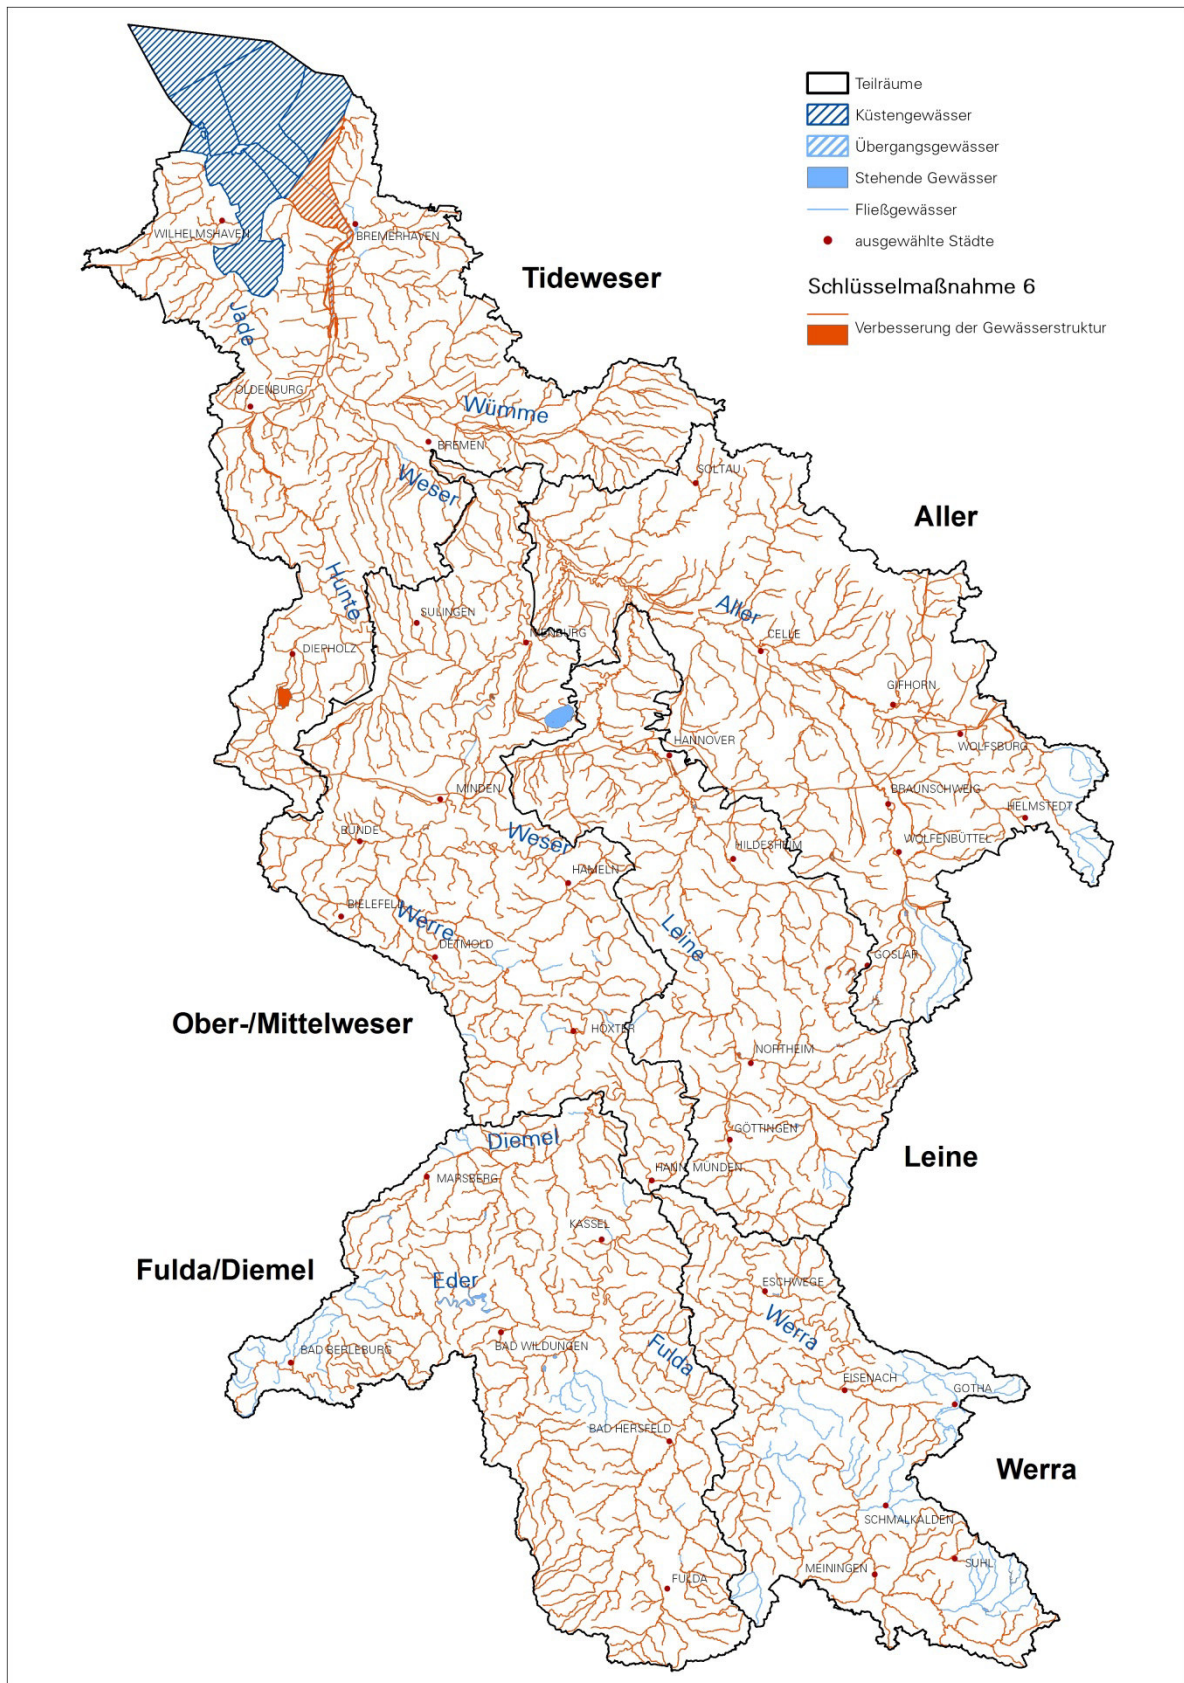 Teilräume
Küstengewässer
Übergangsgewässer
Stehende Gewässer
Fließgewässer
ausgewählte Städte
Schlüsselmaßnahme 6
Verbesserung der Gewässerstruktur
WILHELMSHAVEN
BREMERHAVEN
Tideweser
Jade
OLDENBURG
Wümme
BREMEN
Weser
SOLTAU
Aller
Hunte
Aller
SULINGEN
NIENBURG
CELLE
DIEPHOLZ
GIFHORN
HANNOVER
WOLFSBURG
MINDEN
BRAUNSCHWEIG
HELMSTEDT
BÜNDE
Weser
HILDESHEIM
WOLFENBÜTTEL
HAMELN
BIELEFELD
Werre
Leine
DETMOLD
GOSLAR
Ober-/Mittelweser
HÖXTER
NORTHEIM
GÖTTINGEN
Diemel
Leine
HANN. MÜNDEN
MARSBERG
KASSEL
Fulda/Diemel
Eder
ESCHWEGE
Werra
BAD WILDUNGEN
Fulda
BAD BERLEBURG
EISENACH
GOTHA
BAD HERSFELD
Werra
SCHMALKALDEN
SUHL
MEININGEN
FULDA